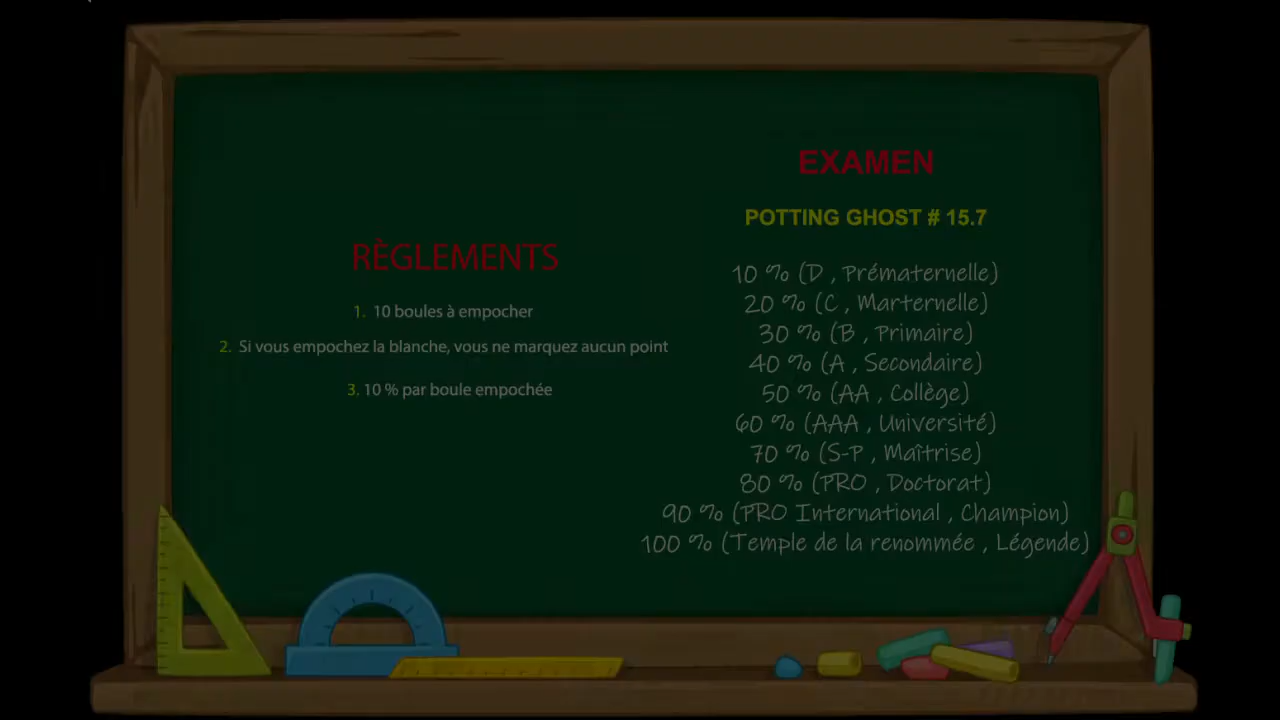 RÈGLEMENTS
1. 10 boules à empocher
2. Si vous empochez la blanche, vous ne marquez aucun point
3. 10 % par boule empochée
EXAMEN
POTTING GHOST # 15.7
10 % (D , Prématernelle)
20 % (C , Marternelle)
30 % (B , Primaire)
40 % (A , Secondaire)
50 % (AA , Collège)
60 % (AAA , Université)
70 % (S-P , Maîtrise)
80 % (PRO , Doctorat)
90 % (PRO International , Champion)
100 % (Temple de la renommée , Légende)